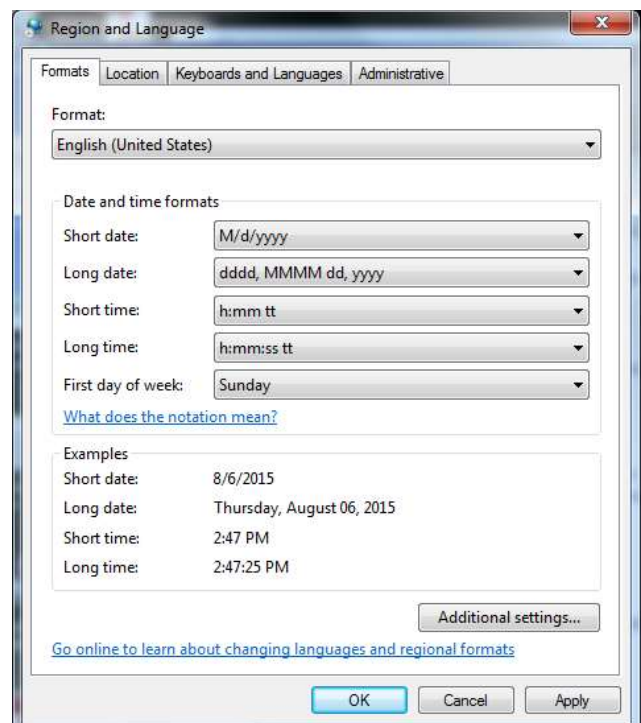 Region and Language
Formats Location Keyboards and Languages Administrative
Format:
English (United States)
Date and time formats
Short date: M/d/yyyy
Long date: dddd, MMMM dd, yyyy
Short time: h:mm tt
Long time: h:mm:ss tt
First day of week: Sunday
What does the notation mean?
Examples
Short date: 8/6/2015
Long date: Thursday, August 06, 2015
Short time: 2:47 PM
Long time: 2:47:25 PM
Additional settings...
Go online to learn about changing languages and regional formats
OK Cancel Apply